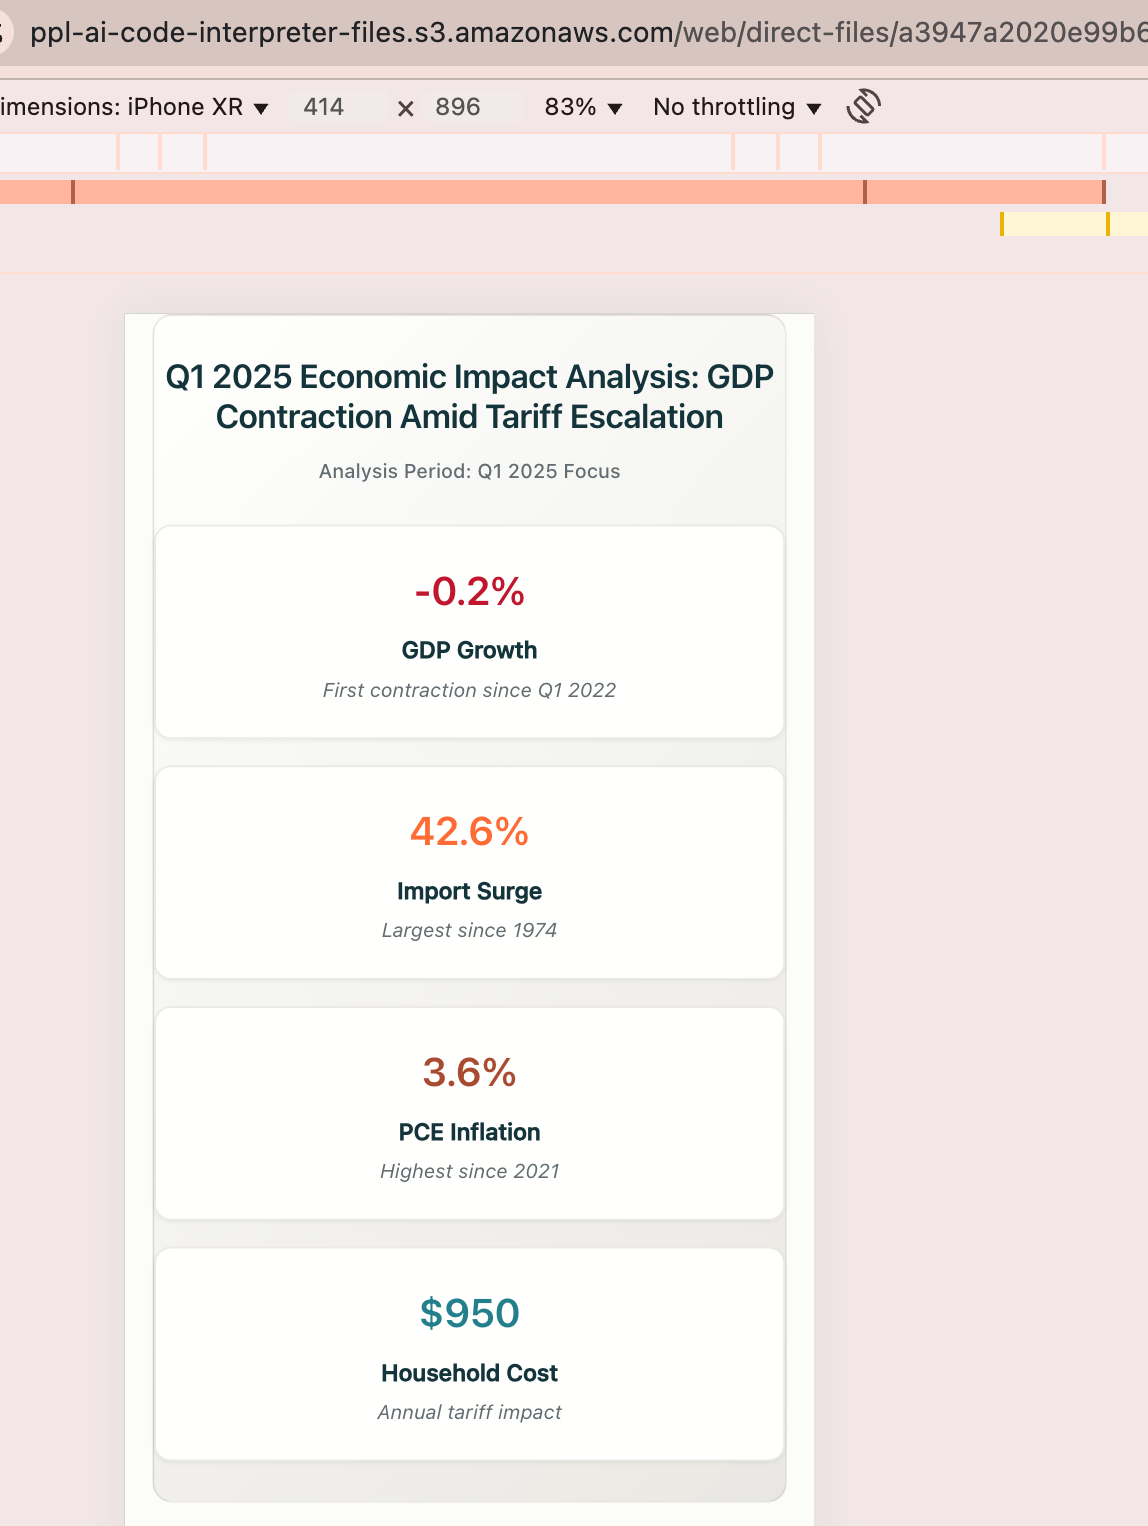 ppl-ai-code-interpreter-files.s3.amazonaws.com/web/direct-files/a3947a2020e99b6
imensions: iPhone XR ▼ 414 × 896 83% ▼ No throttling ▼
Q1 2025 Economic Impact Analysis: GDP
Contraction Amid Tariff Escalation
Analysis Period: Q1 2025 Focus
-0.2%
GDP Growth
First contraction since Q1 2022
42.6%
Import Surge
Largest since 1974
3.6%
PCE Inflation
Highest since 2021
$950
Household Cost
Annual tariff impact